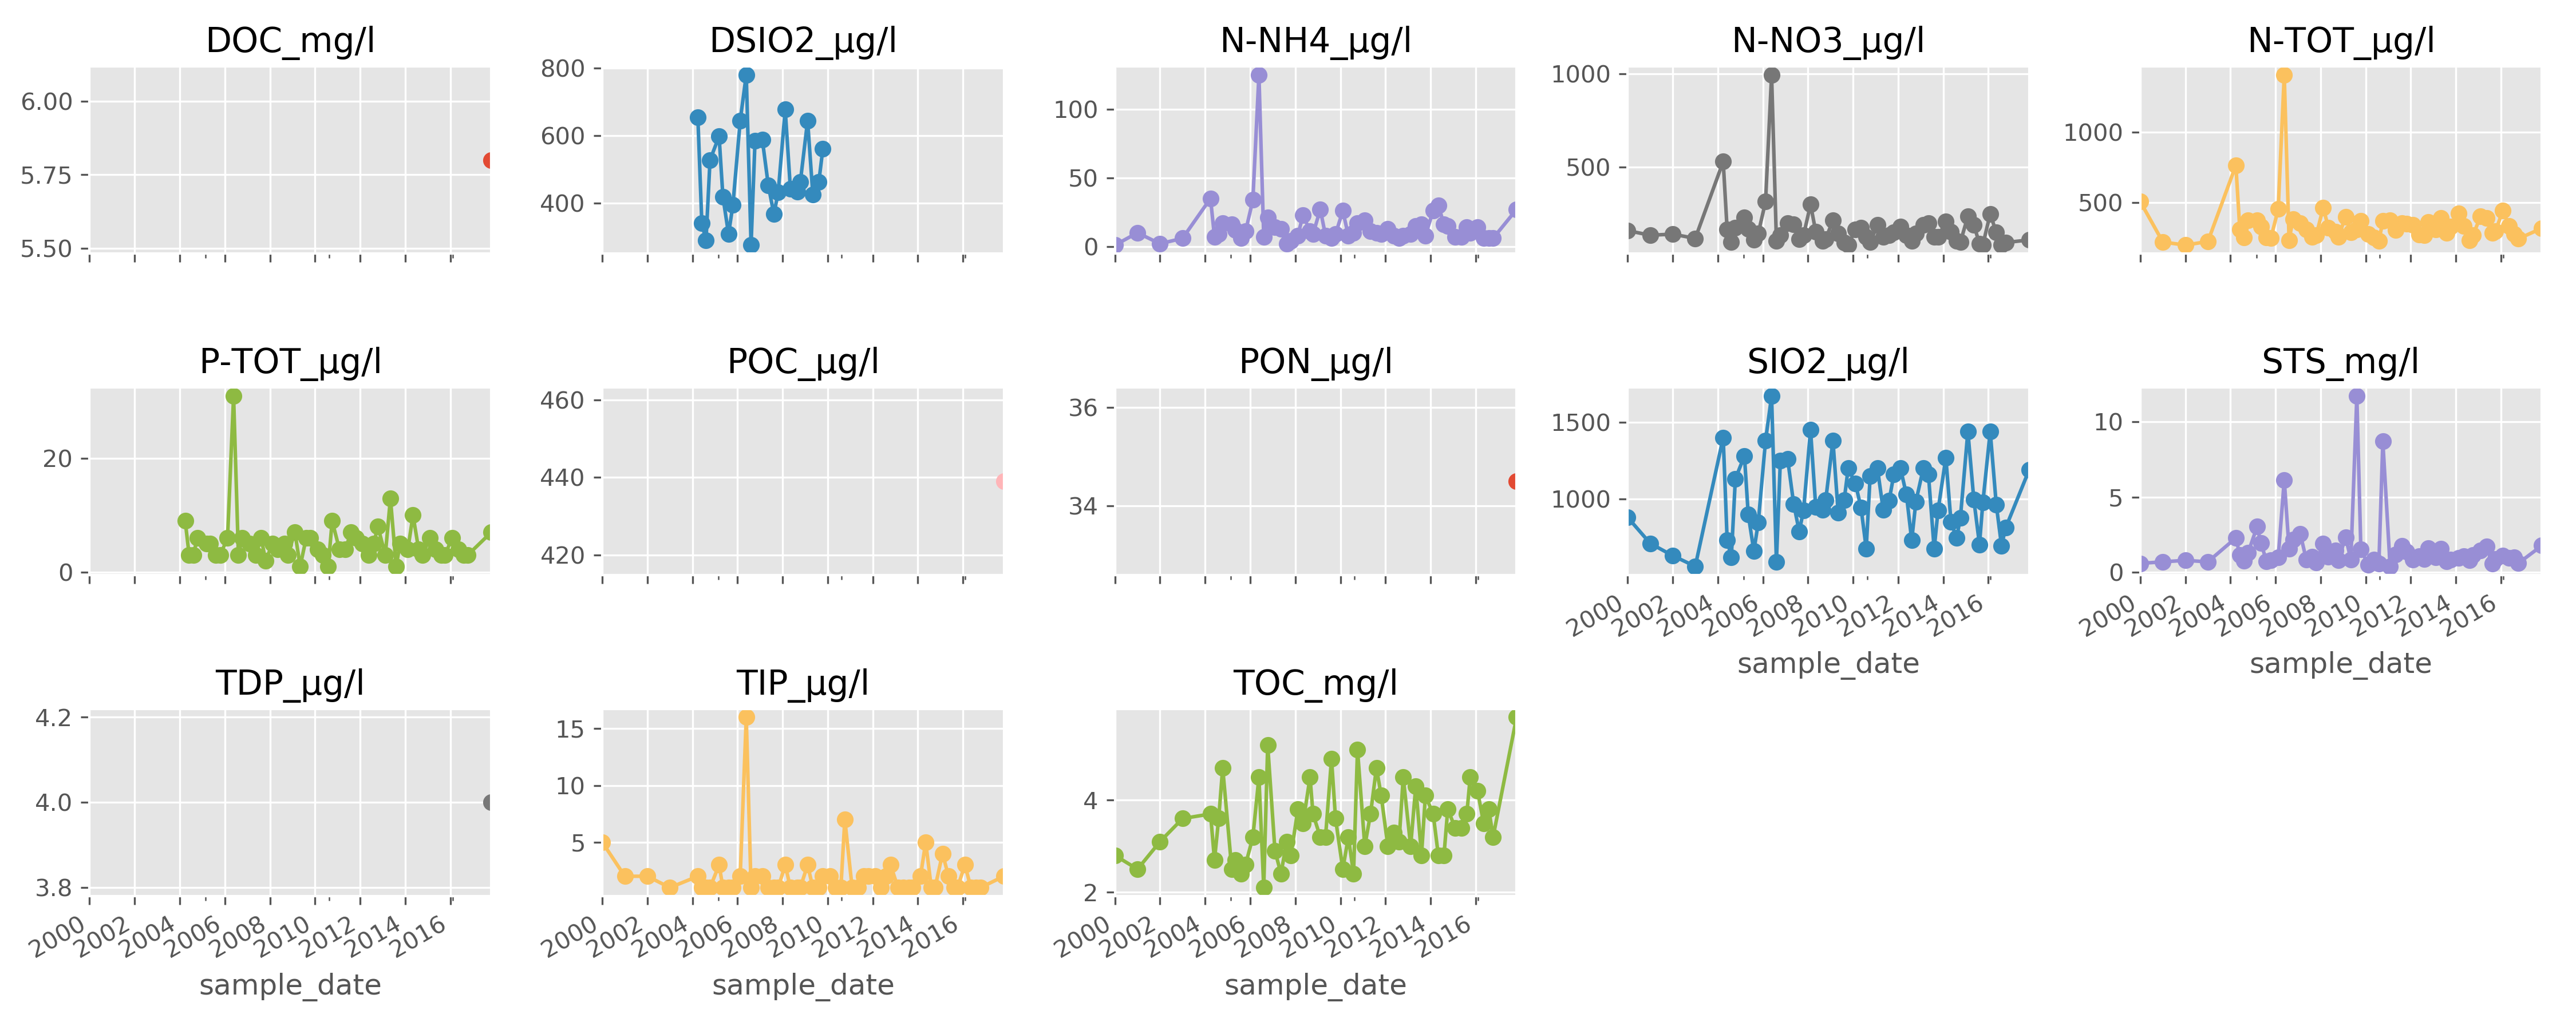 DOC_mg/l
6.00
5.75
5.50
DSIO2_µg/l
800
600
400
N-NH4_µg/l
100
50
0
N-NO3_µg/l
1000
500
N-TOT_µg/l
1000
500
P-TOT_µg/l
20
0
POC_µg/l
460
440
420
PON_µg/l
36
34
SIO2_µg/l
1500
1000
2000 2002 2004 2006 2008 2010 2012 2014 2016
sample_date
STS_mg/l
10
5
0
2000 2002 2004 2006 2008 2010 2012 2014 2016
sample_date
TDP_µg/l
4.2
4.0
3.8
2000 2002 2004 2006 2008 2010 2012 2014 2016
sample_date
TIP_µg/l
15
10
5
2000 2002 2004 2006 2008 2010 2012 2014 2016
sample_date
TOC_mg/l
4
2
2000 2002 2004 2006 2008 2010 2012 2014 2016
sample_date